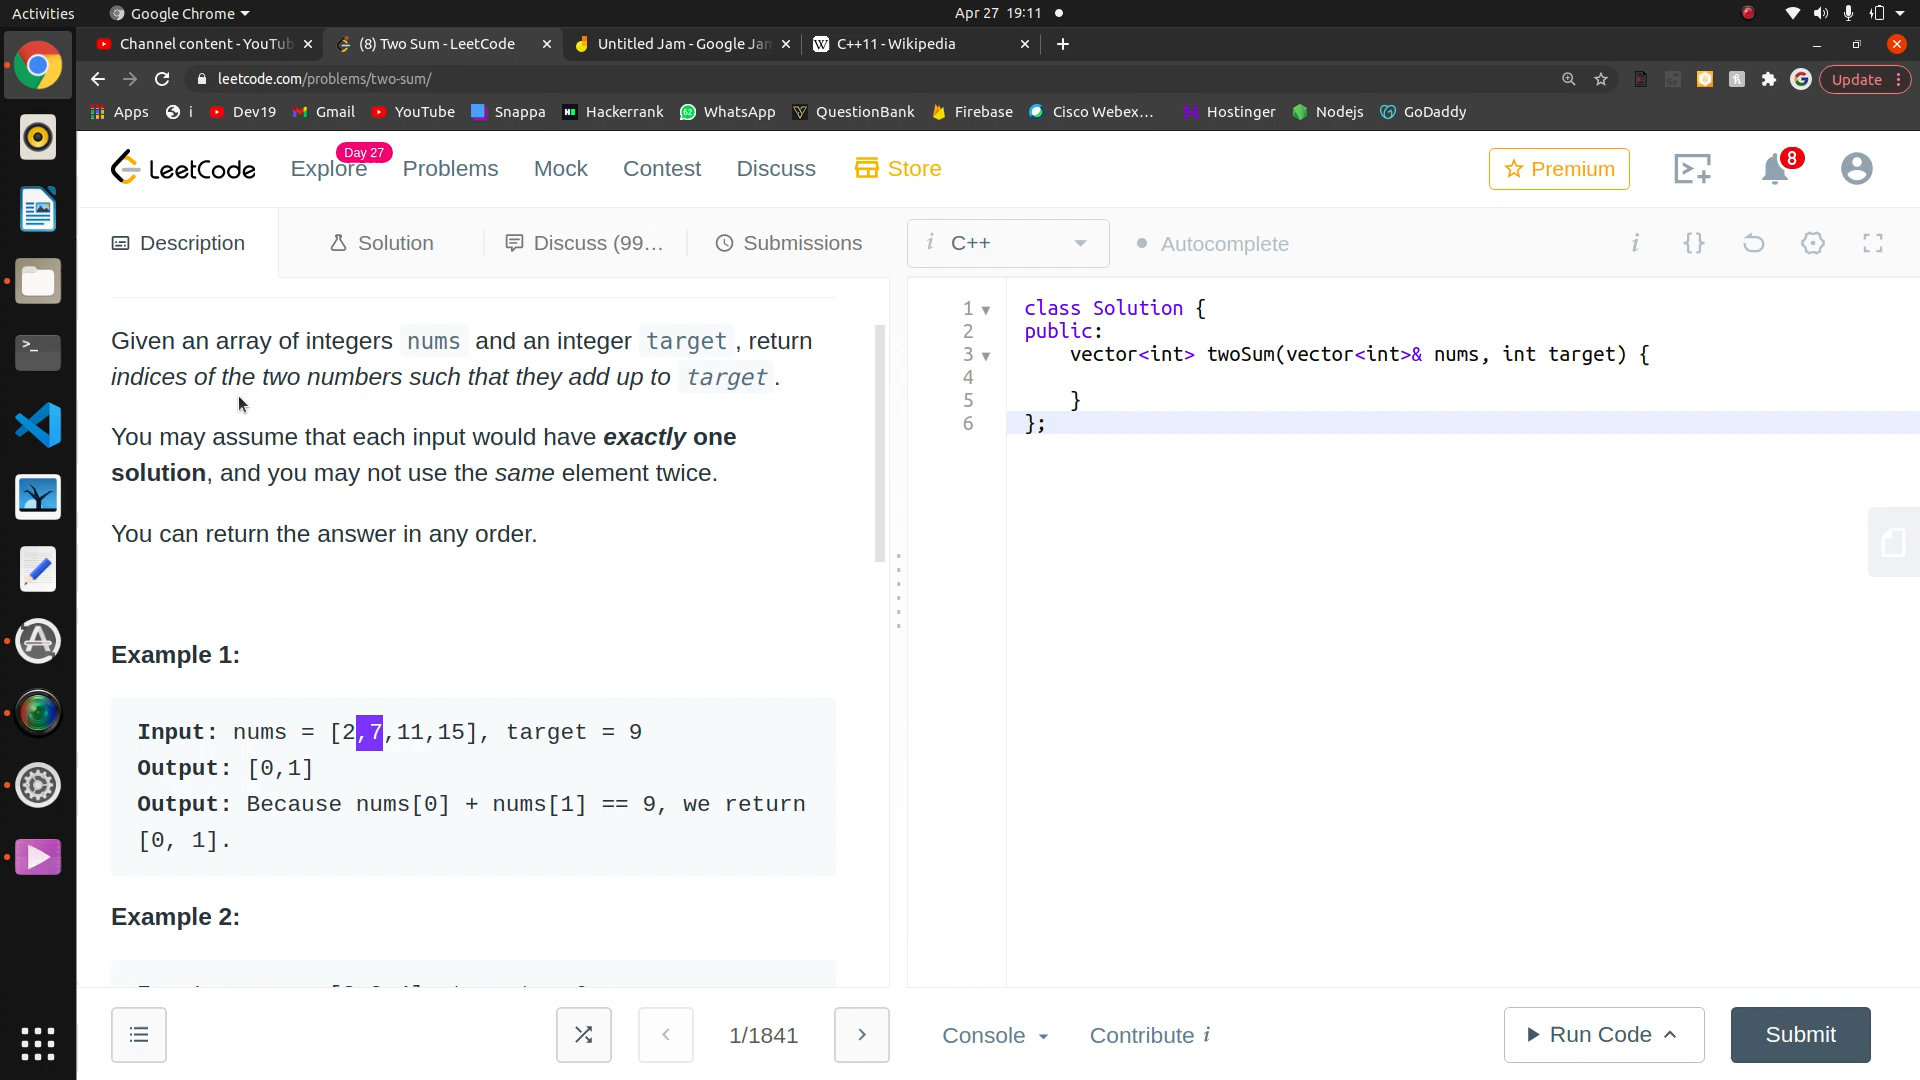 Activities
Google Chrome
Apr 27 19:11
Channel content - YouTub
(8) Two Sum - LeetCode
Untitled Jam - Google Jam
C++11 - Wikipedia
leetcode.com/problems/two-sum/
Update
Apps
i
Dev19
Gmail
YouTube
Snappa
Hackerrank
WhatsApp
QuestionBank
Firebase
Cisco Webex...
Hostinger
Nodejs
GoDaddy
LeetCode
Explore
Day 27
Problems
Mock
Contest
Discuss
Store
Premium
8
Description
Solution
Discuss (99...
Submissions
i C++
Autocomplete
i
{}
Given an array of integers nums and an integer target, return
indices of the two numbers such that they add up to target.
You may assume that each input would have exactly one
solution, and you may not use the same element twice.
You can return the answer in any order.
Example 1:
Input: nums = [2,7,11,15], target = 9
Output: [0,1]
Output: Because nums[0] + nums[1] == 9, we return
[0, 1].
Example 2:
1 class Solution {
2 public:
3 vector<int> twoSum(vector<int>& nums, int target) {
4
5 }
6 };
1/1841
Console
Contribute i
Run Code
Submit